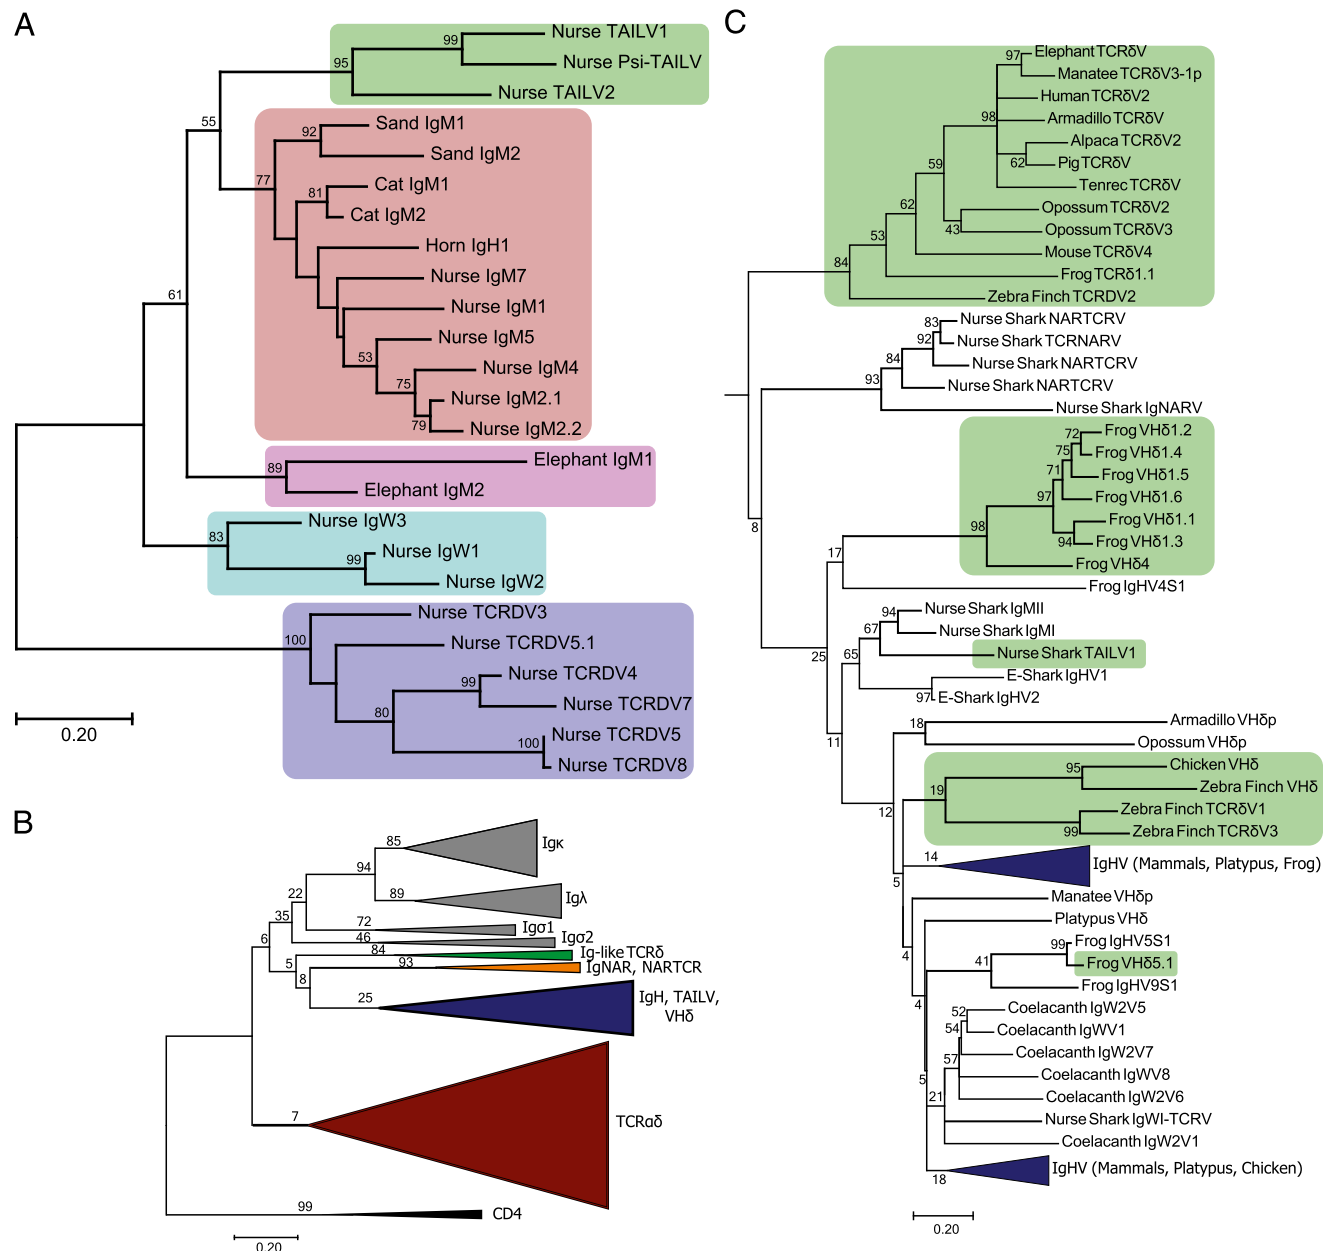 A
99
Nurse TAILV1
95
Nurse Psi-TAILV
Nurse TAILV2
55
92
Sand IgM1
Sand IgM2
77
81
Cat IgM1
Cat IgM2
Horn IgH1
Nurse IgM7
61
Nurse IgM1
53
Nurse IgM5
75
Nurse IgM4
Nurse IgM2.1
79
Nurse IgM2.2
89
Elephant IgM1
Elephant IgM2
83
Nurse IgW3
99
Nurse IgW1
Nurse IgW2
100
Nurse TCRDV3
Nurse TCRDV5.1
99
Nurse TCRDV4
80
Nurse TCRDV7
100
Nurse TCRDV5
Nurse TCRDV8
0.20
B
85
Igκ
94
89
Igλ
22
35
72
Igσ1
6
46
Igσ2
84
Ig-like TCRδ
5
93
IgNAR, NARTCR
8
25
IgH, TAILV,
VHδ
7
TCRαδ
99
CD4
0.20
C
97
Elephant TCRδV
Manatee TCRδV3-1p
Human TCRδV2
98
Armadillo TCRδV
Alpaca TCRδV2
62
Pig TCRδV
59
Tenrec TCRδV
62
Opossum TCRδV2
43
Opossum TCRδV3
53
Mouse TCRδV4
84
Frog TCRδ1.1
Zebra Finch TCRDV2
83
Nurse Shark NARTCRV
92
Nurse Shark TCRNARV
84
Nurse Shark NARTCRV
93
Nurse Shark NARTCRV
Nurse Shark IgNARV
72
Frog VHδ1.2
75
Frog VHδ1.4
71
Frog VHδ1.5
97
Frog VHδ1.6
98
Frog VHδ1.1
94
Frog VHδ1.3
8
17
Frog VHδ4
Frog IgHV4S1
94
Nurse Shark IgMII
67
Nurse Shark IgMI
25
65
Nurse Shark TAILV1
E-Shark IgHV1
97
E-Shark IgHV2
11
18
Armadillo VHδp
Opossum VHδp
95
Chicken VHδ
19
Zebra Finch VHδ
12
Zebra Finch TCRδV1
99
Zebra Finch TCRδV3
14
IgHV (Mammals, Platypus, Frog)
5
Manatee VHδp
Platypus VHδ
4
99
Frog IgHV5S1
41
Frog VHδ5.1
Frog IgHV9S1
4
52
Coelacanth IgW2V5
54
Coelacanth IgWV1
57
Coelacanth IgW2V7
5
Coelacanth IgWV8
21
Coelacanth IgW2V6
Nurse Shark IgWI-TCRV
Coelacanth IgW2V1
18
IgHV (Mammals, Platypus, Chicken)
0.20